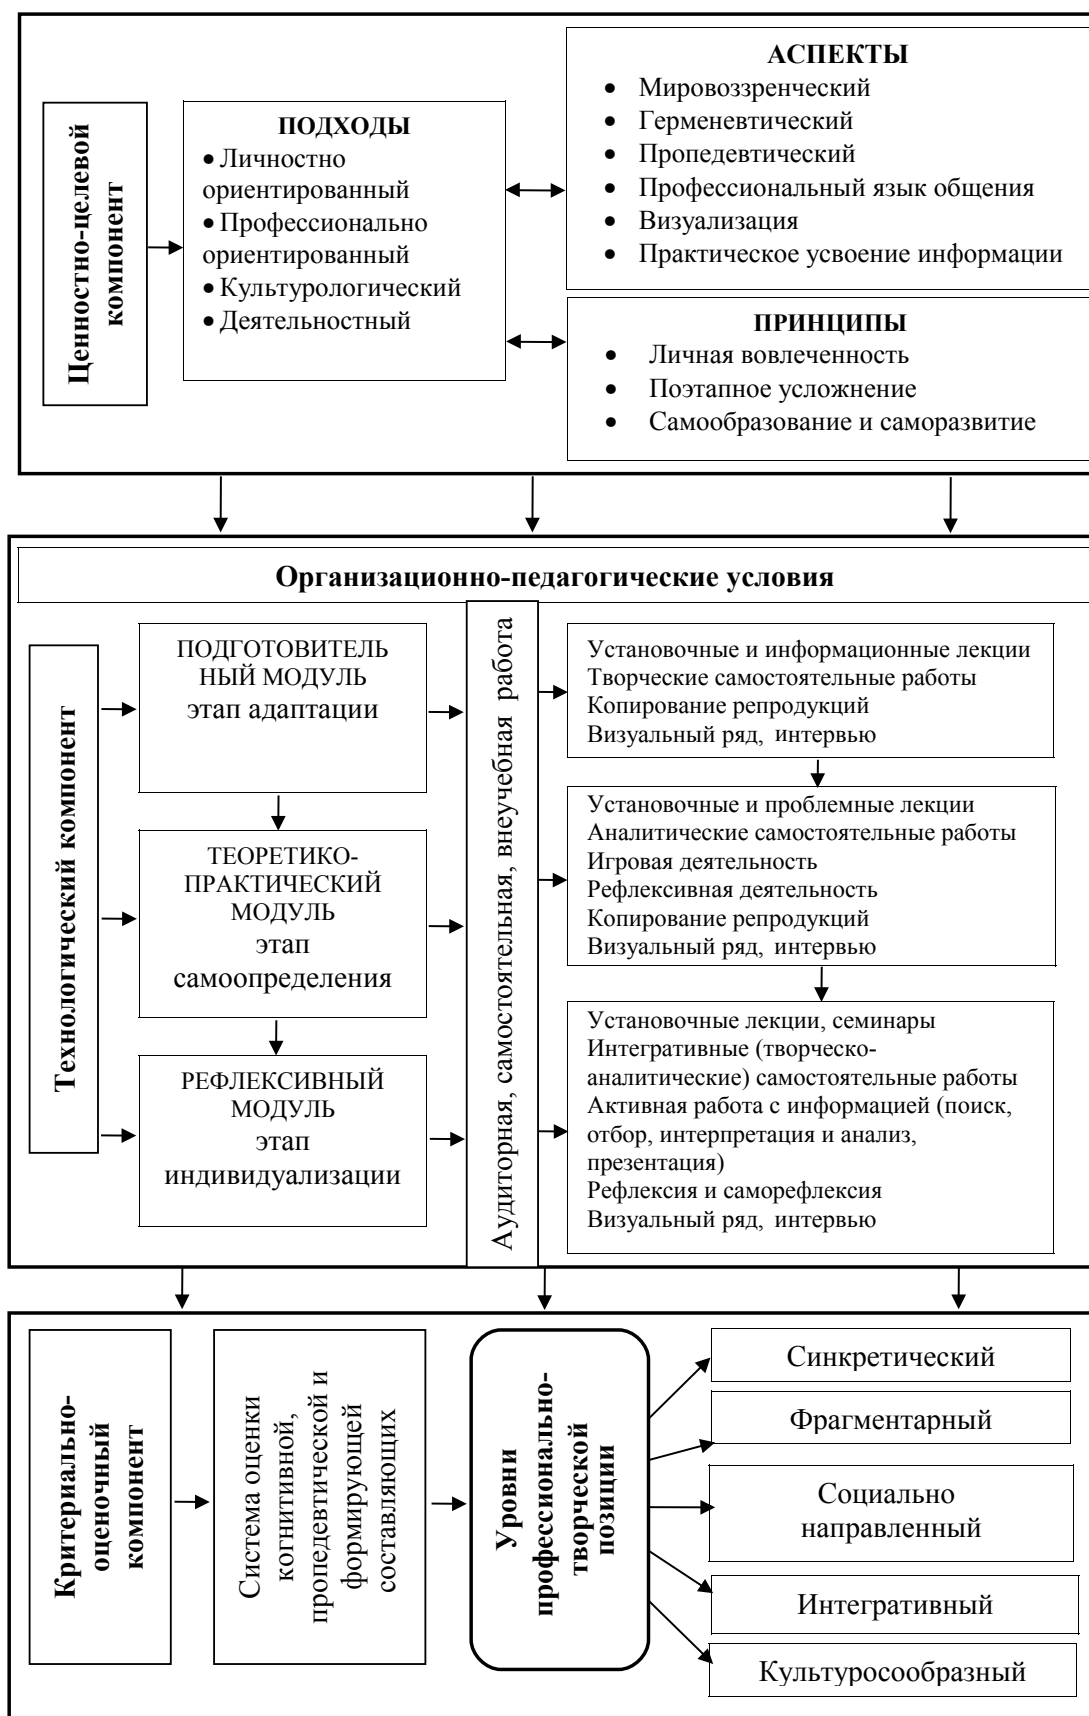 Ценностно-целевой
компонент
ПОДХОДЫ
• Личностно
ориентированный
• Профессионально
ориентированный
• Культурологический
• Деятельностный
АСПЕКТЫ
• Мировоззренческий
• Герменевтический
• Пропедевтический
• Профессиональный язык общения
• Визуализация
• Практическое усвоение информации
ПРИНЦИПЫ
• Личная вовлеченность
• Поэтапное усложнение
• Самообразование и саморазвитие
Организационно-педагогические условия
Технологический компонент
ПОДГОТОВИТЕЛЬ
НЫЙ МОДУЛЬ
этап адаптации
ТЕОРЕТИКО-
ПРАКТИЧЕСКИЙ
МОДУЛЬ
этап
самоопределения
РЕФЛЕКСИВНЫЙ
МОДУЛЬ
этап
индивидуализации
Аудиторная, самостоятельная, внеучебная работа
Установочные и информационные лекции
Творческие самостоятельные работы
Копирование репродукций
Визуальный ряд, интервью
Установочные и проблемные лекции
Аналитические самостоятельные работы
Игровая деятельность
Рефлексивная деятельность
Копирование репродукций
Визуальный ряд, интервью
Установочные лекции, семинары
Интегративные (творческо-
аналитические) самостоятельные работы
Активная работа с информацией (поиск,
отбор, интерпретация и анализ,
презентация)
Рефлексия и саморефлексия
Визуальный ряд, интервью
Критериально-
оценочный
компонент
Система оценки
когнитивной,
пропедевтической и
формирующей
составляющих
Уровни
профессионально-
творческой
позиции
Синкретический
Фрагментарный
Социально
направленный
Интегративный
Культуросообразный